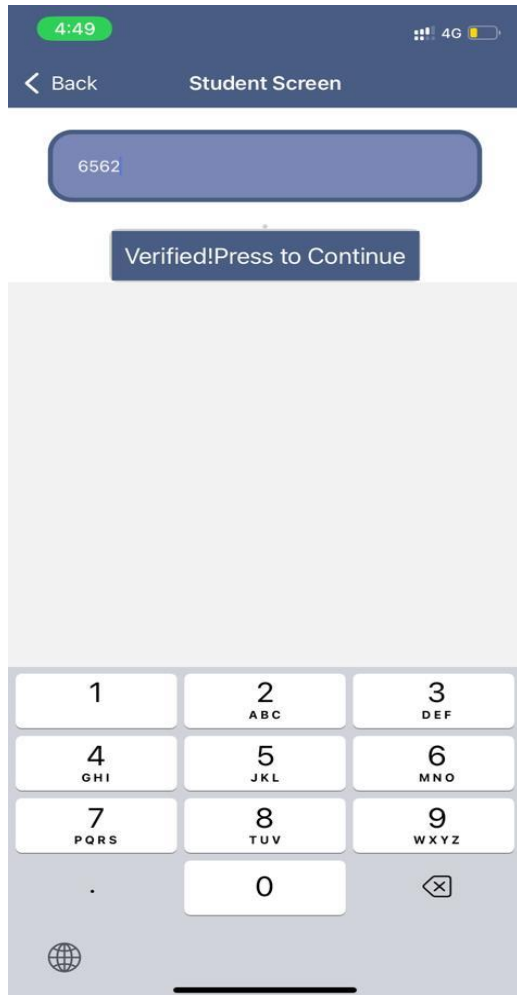 4:49
4G
Back
Student Screen
6562
Verified!Press to Continue
1
2
3
ABC
DEF
4
5
6
GHI
JKL
MNO
7
8
9
PQRS
TUV
WXYZ
.
0